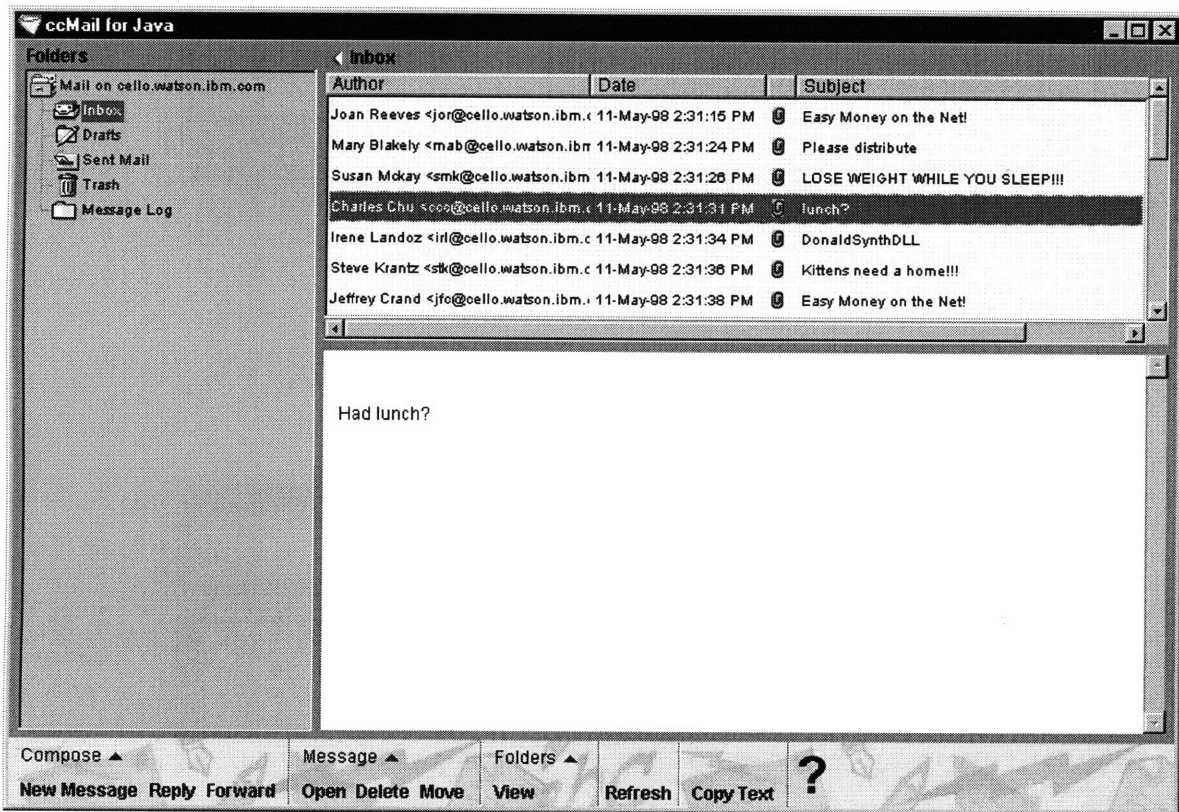 ccMail for Java
Folders
Mail on cello.watson.ibm.com
Inbox
Drafts
Sent Mail
Trash
Message Log
Inbox
Author Date Subject
Joan Reeves <jor@cello.watson.ibm.c 11-May-98 2:31:15 PM Easy Money on the Net!
Mary Blakely <mab@cello.watson.ibm 11-May-98 2:31:24 PM Please distribute
Susan Mckay <smk@cello.watson.ibm 11-May-98 2:31:26 PM LOSE WEIGHT WHILE YOU SLEEP!!!
Charles Chu <ccc@cello.watson.ibm.c 11-May-98 2:31:31 PM lunch?
Irene Landoz <irl@cello.watson.ibm.c 11-May-98 2:31:34 PM DonaldSynthDLL
Steve Krantz <stk@cello.watson.ibm.c 11-May-98 2:31:36 PM Kittens need a home!!!
Jeffrey Crand <jfc@cello.watson.ibm. 11-May-98 2:31:38 PM Easy Money on the Net!
Had lunch?
Compose Message Folders ?
New Message Reply Forward Open Delete Move View Refresh Copy Text